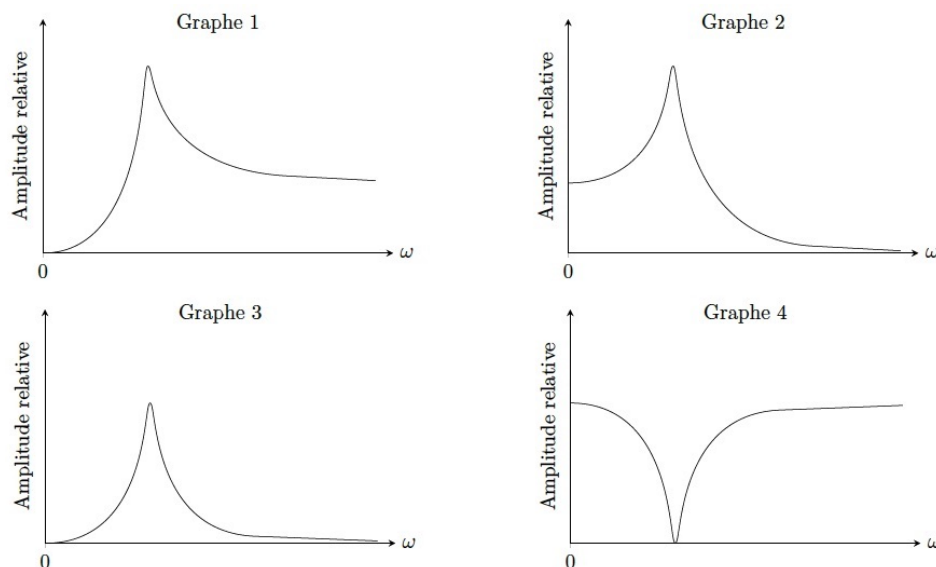 Graphe 1
Amplitude relative
ω
0
Graphe 2
Amplitude relative
ω
0
Graphe 3
Amplitude relative
ω
0
Graphe 4
Amplitude relative
ω
0